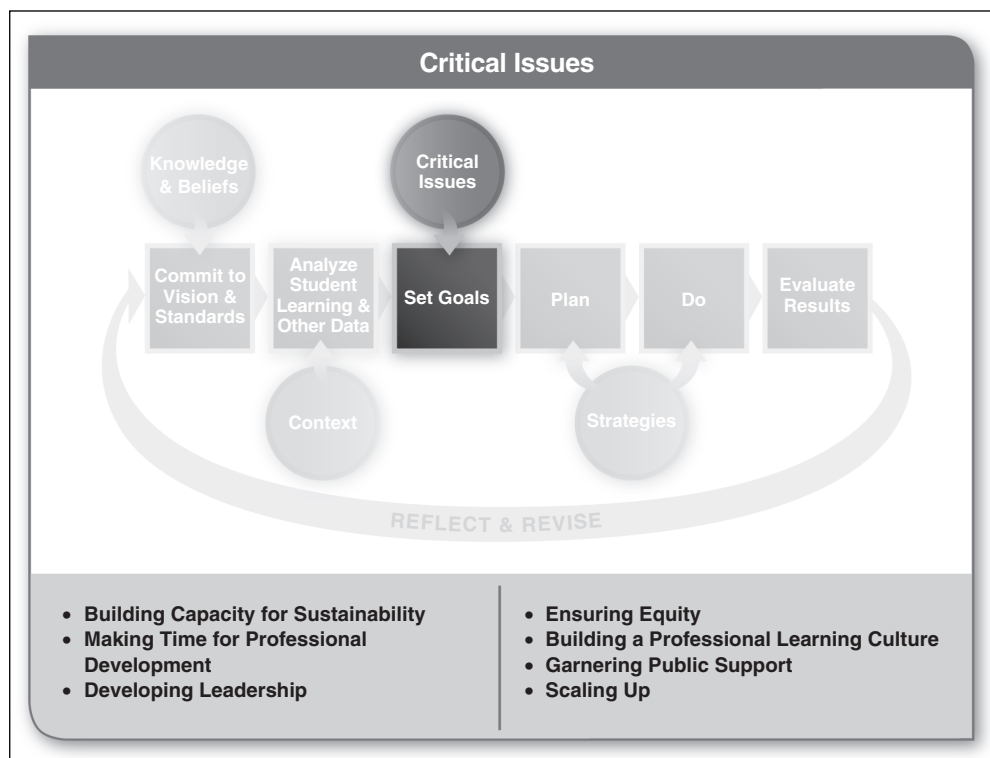 Critical Issues
Knowledge
& Beliefs
Critical
Issues
Commit to
Vision &
Standards
Analyze
Student
Learning &
Other Data
Set Goals
Plan
Do
Evaluate
Results
Context
Strategies
REFLECT & REVISE
• Building Capacity for Sustainability
• Making Time for Professional
Development
• Developing Leadership
• Ensuring Equity
• Building a Professional Learning Culture
• Garnering Public Support
• Scaling Up